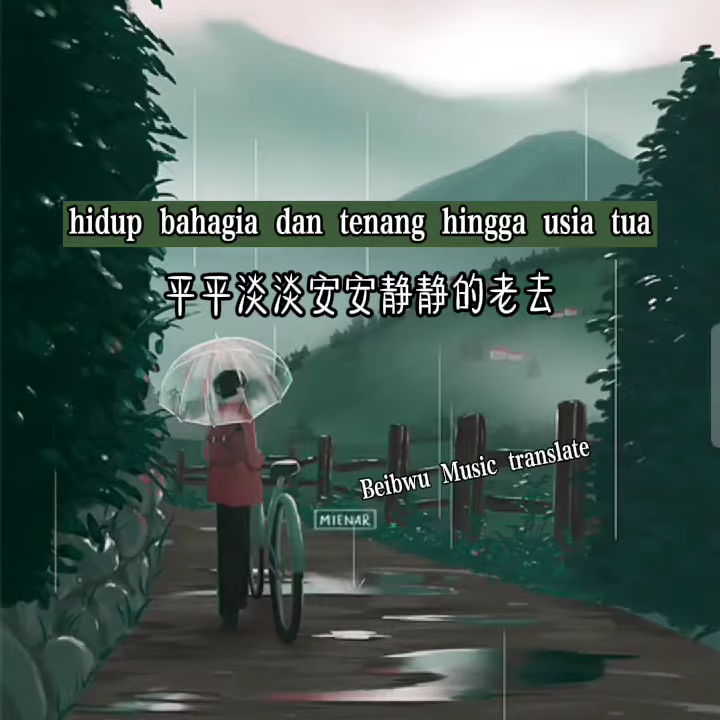 hidup bahagia dan tenang hingga usia tua
平平淡淡安安静静的老去
Beibwu Music translate
MIENAR